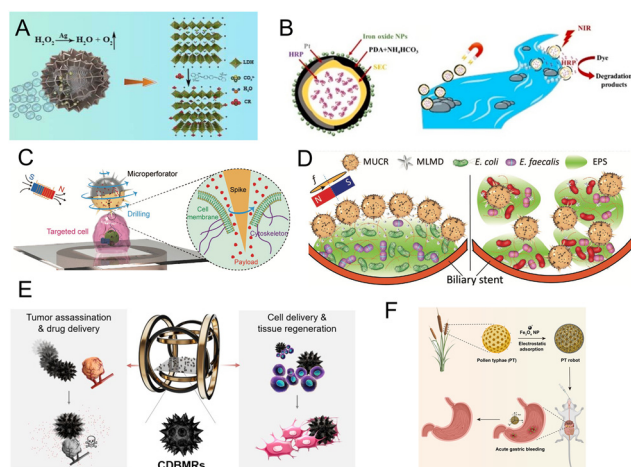 A
H₂O₂ —Ag→ H₂O + O₂↑
LDH
CO₃²⁻
H₂O
CR
B
Iron oxide NPs
Pt
HRP
PDA+NH₄HCO₃
SEC
NIR
HRP
Dye
Degradation
products
C
S
N
Microperforator
Drilling
Targeted cell
Spike
Cell
membrane
Cytoskeleton
Payload
D
MUCR
MLMD
E. coli
E. faecalis
EPS
f
N
S
Biliary stent
E
Tumor assassination
& drug delivery
Cell delivery &
tissue regeneration
CDBMRs
F
Pollen typhae (PT)
Fe₃O₄ NP
Electrostatic
adsorption
PT robot
Acute gastric bleeding